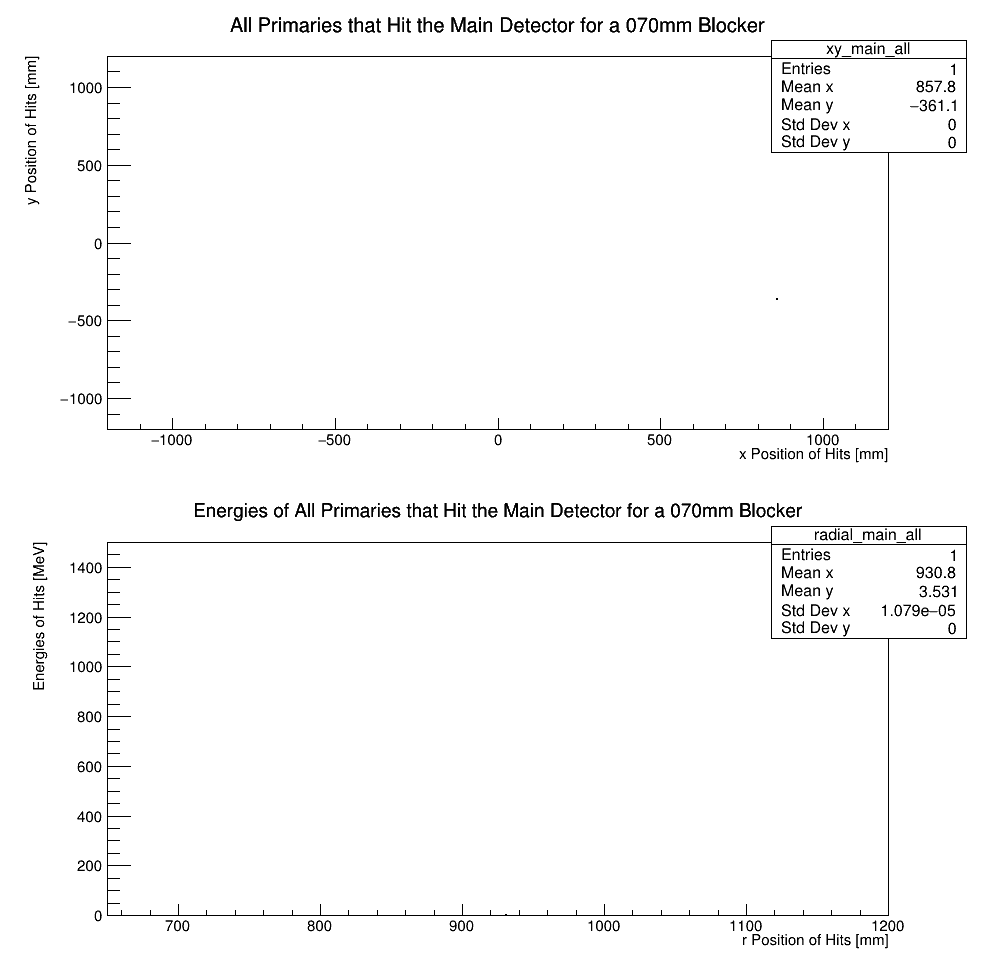 All Primaries that Hit the Main Detector for a 070mm Blocker
xy_main_all
Entries 1
Mean x 857.8
Mean y −361.1
Std Dev x 0
Std Dev y 0
y Position of Hits [mm]
1000
500
0
−500
−1000
−1000 −500 0 500 1000
x Position of Hits [mm]
Energies of All Primaries that Hit the Main Detector for a 070mm Blocker
radial_main_all
Entries 1
Mean x 930.8
Mean y 3.531
Std Dev x 1.079e−05
Std Dev y 0
Energies of Hits [MeV]
1400
1200
1000
800
600
400
200
0
700 800 900 1000 1100 1200
r Position of Hits [mm]